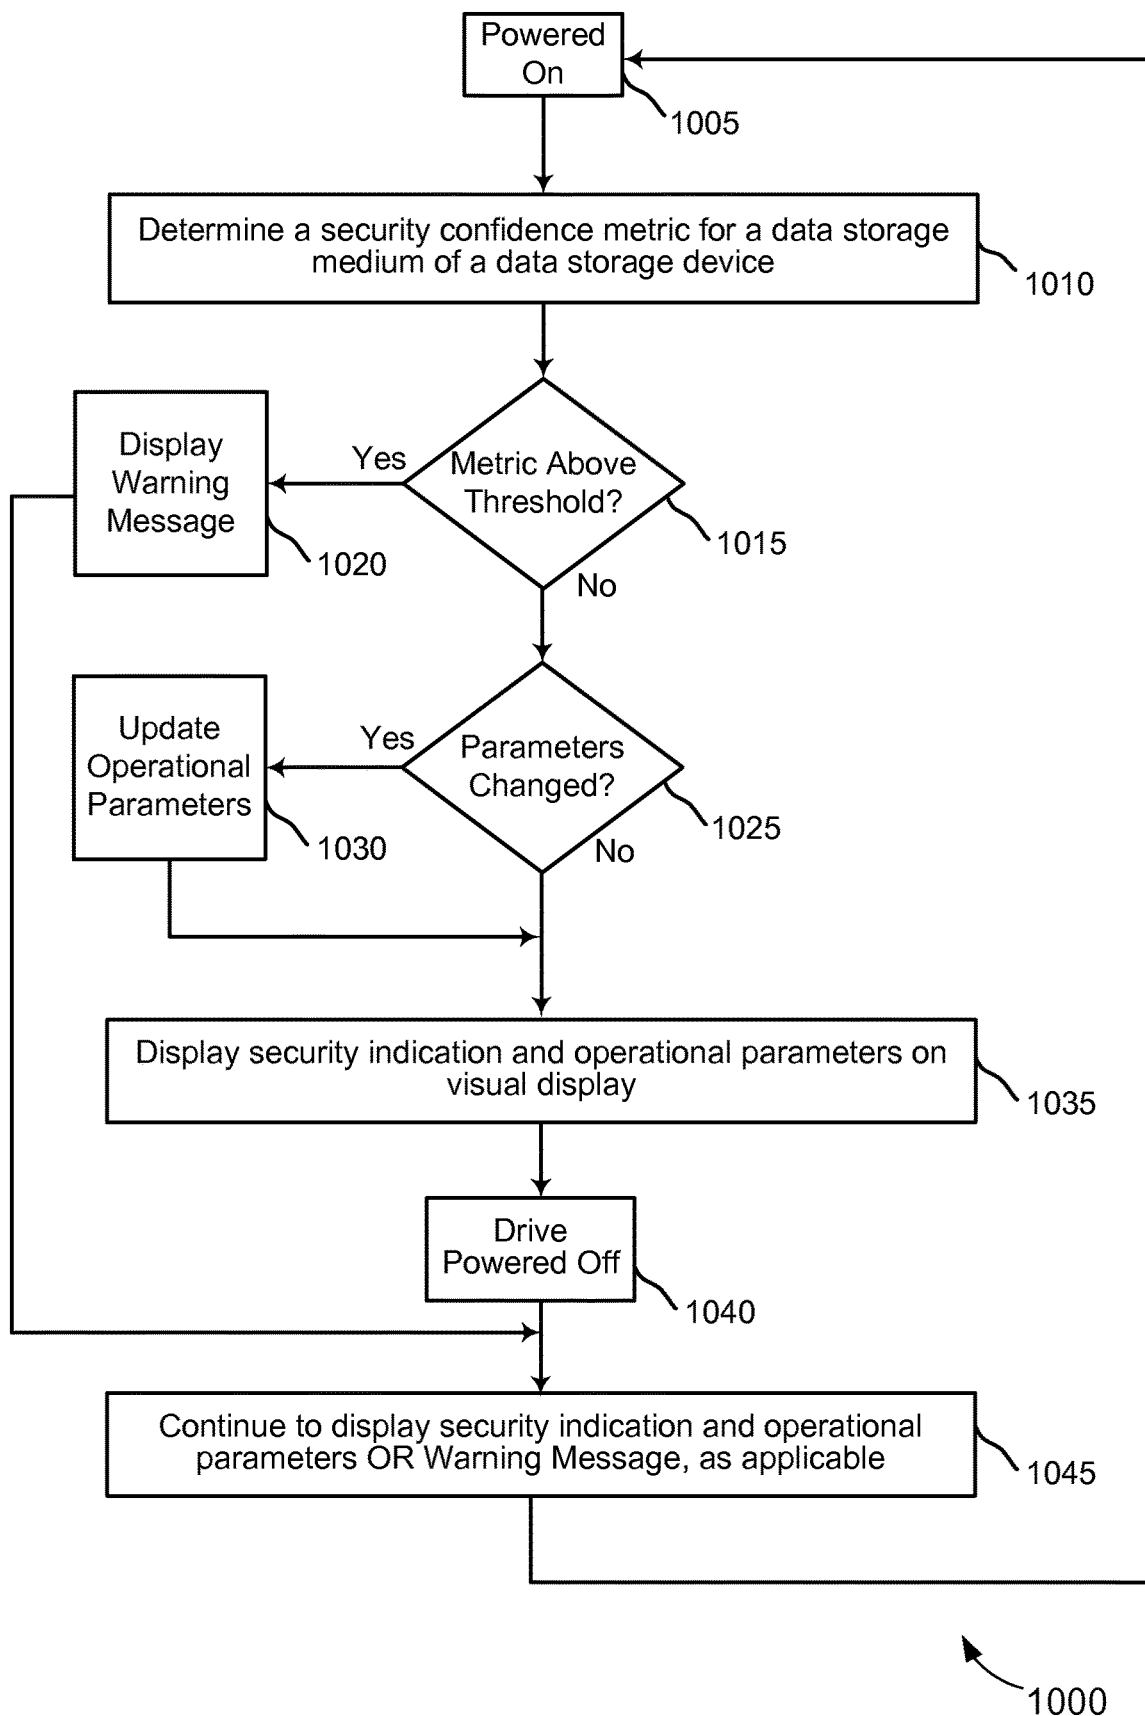 Powered
On
1005
Determine a security confidence metric for a data storage
medium of a data storage device
1010
Display
Warning
Message
1020
Yes
Metric Above
Threshold?
1015
No
Update
Operational
Parameters
1030
Yes
Parameters
Changed?
1025
No
Display security indication and operational parameters on
visual display
1035
Drive
Powered Off
1040
Continue to display security indication and operational
parameters OR Warning Message, as applicable
1045
1000